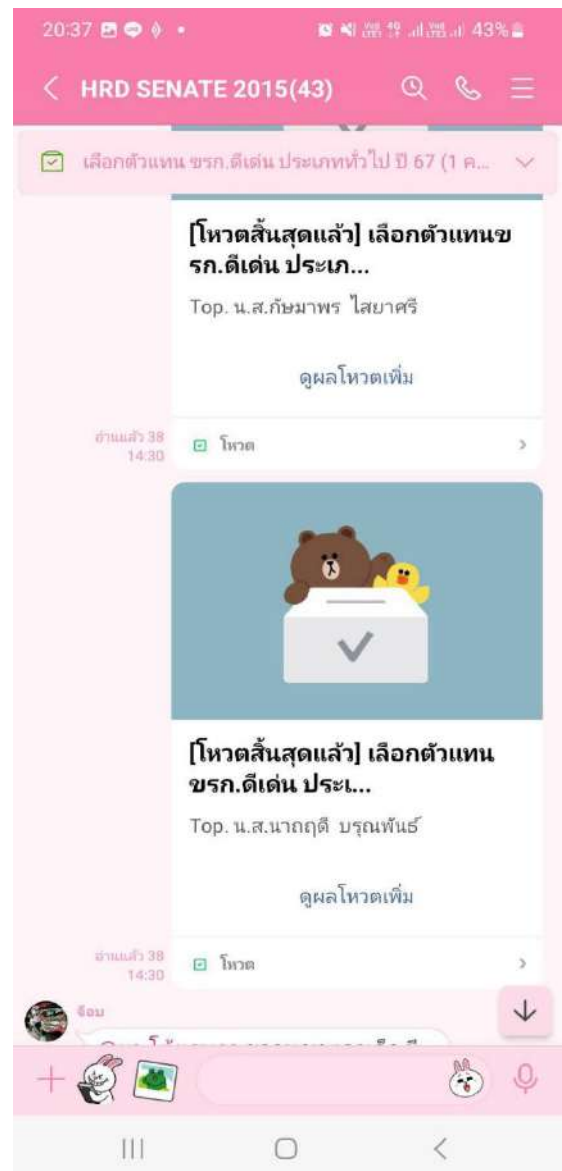 20:37
43%
HRD SENATE 2015(43)
เลือกตัวแทน ขรก.ดีเด่น ประเภททั่วไป ปี 67 (1 ค...
[โหวตสิ้นสุดแล้ว] เลือกตัวแทนข
รก.ดีเด่น ประเภ...
Top. น.ส.กัษมาพร ไสยาศรี
ดูผลโหวตเพิ่ม
อ่านแล้ว 38
14:30
โหวต
[โหวตสิ้นสุดแล้ว] เลือกตัวแทน
ขรก.ดีเด่น ประเ...
Top. น.ส.นาถฤดี บรุณพันธ์
ดูผลโหวตเพิ่ม
อ่านแล้ว 38
14:30
โหวต
จ๊อบ